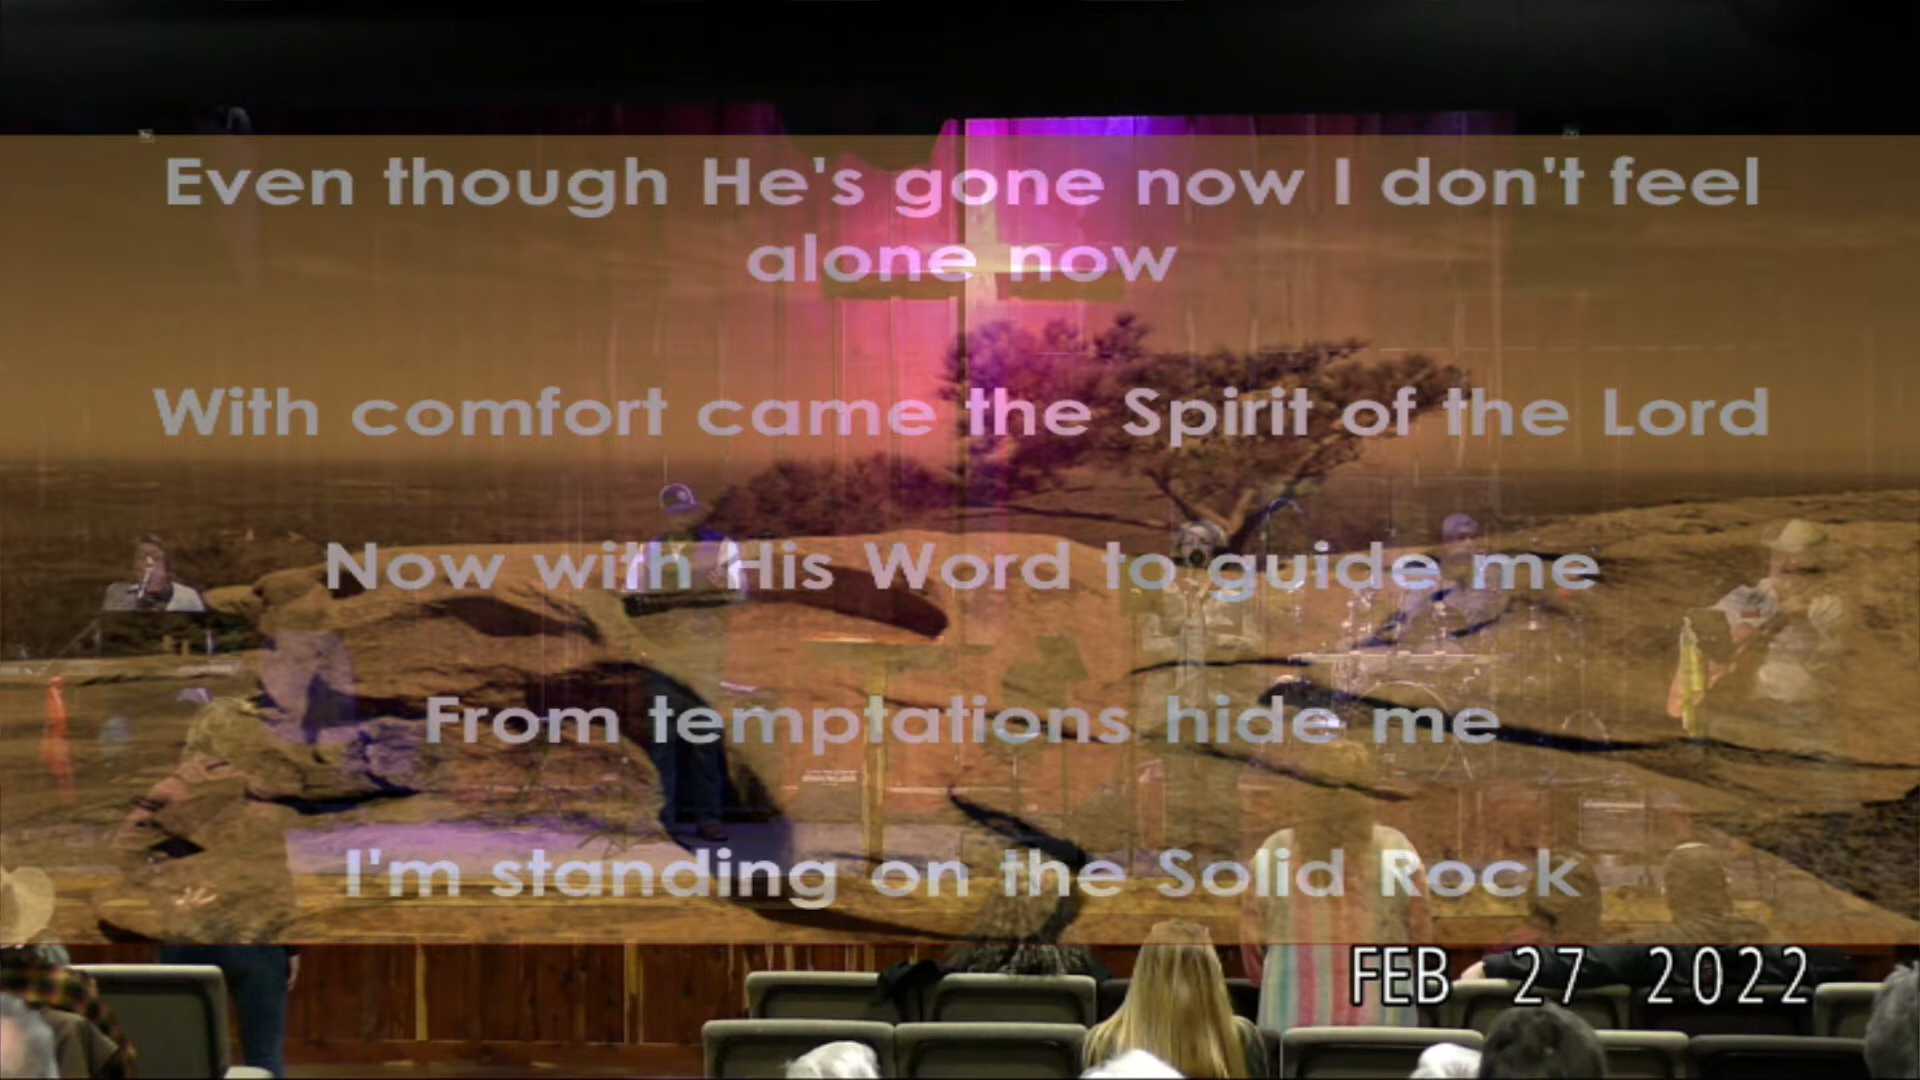 Even though He's gone now I don't feel
alone now
With comfort came the Spirit of the Lord
Now with His Word to guide me
From temptations hide me
I'm standing on the Solid Rock
FEB 27 2022